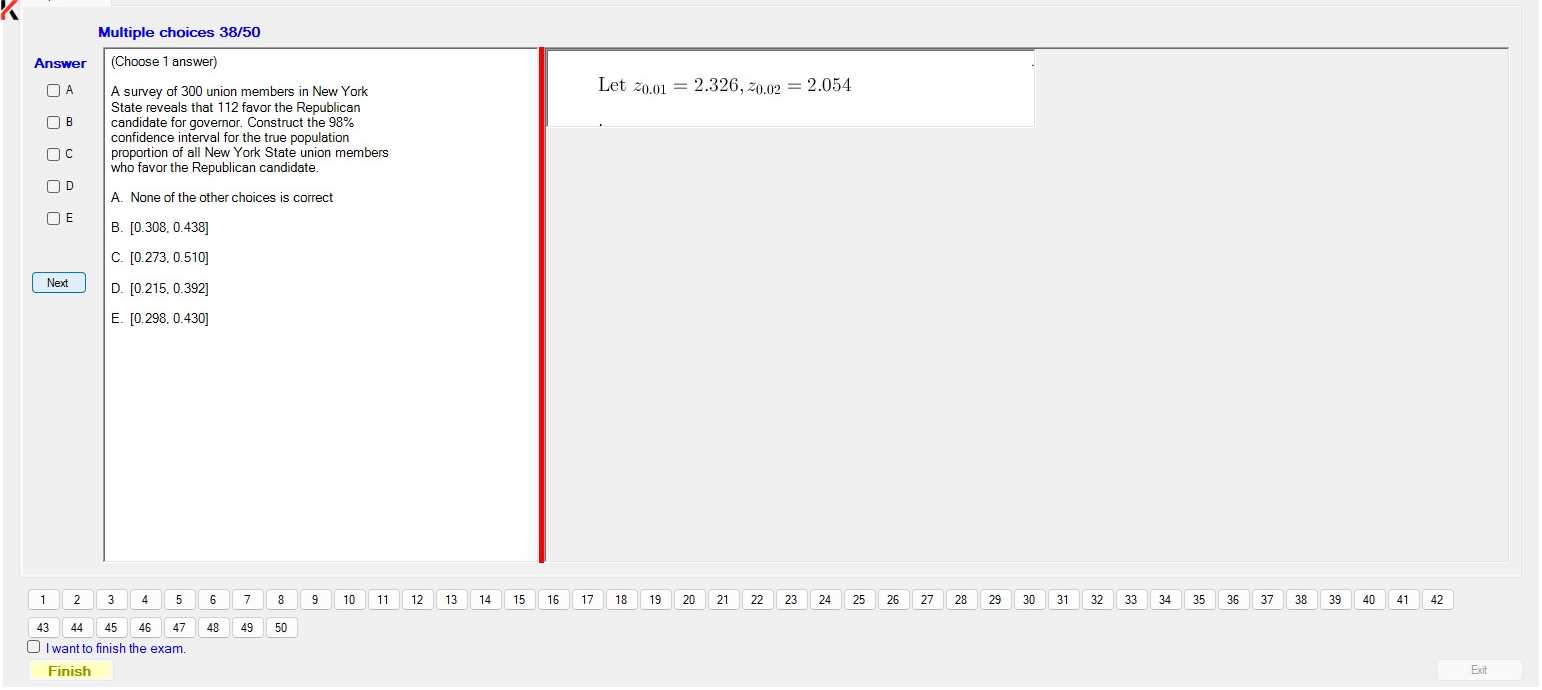 Multiple choices 38/50
Answer
A
B
C
D
E
Next
(Choose 1 answer)
A survey of 300 union members in New York
State reveals that 112 favor the Republican
candidate for governor. Construct the 98%
confidence interval for the true population
proportion of all New York State union members
who favor the Republican candidate.
A. None of the other choices is correct
B. [0.308, 0.438]
C. [0.273, 0.510]
D. [0.215, 0.392]
E. [0.298, 0.430]
Let z0.01 = 2.326, z0.02 = 2.054
1 2 3 4 5 6 7 8 9 10 11 12 13 14 15 16 17 18 19 20 21 22 23 24 25 26 27 28 29 30 31 32 33 34 35 36 37 38 39 40 41 42
43 44 45 46 47 48 49 50
I want to finish the exam.
Finish
Exit